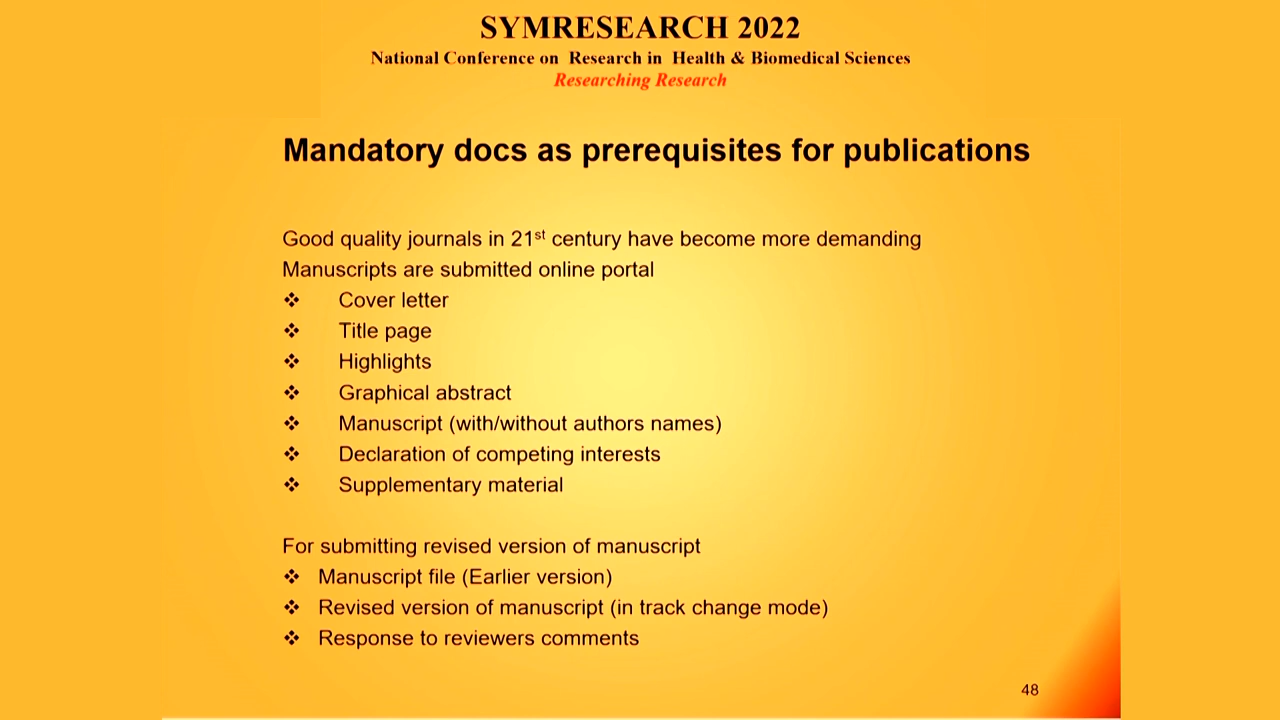 SYMRESEARCH 2022
National Conference on Research in Health & Biomedical Sciences
Researching Research
Mandatory docs as prerequisites for publications
Good quality journals in 21st century have become more demanding
Manuscripts are submitted online portal
❖ Cover letter
❖ Title page
❖ Highlights
❖ Graphical abstract
❖ Manuscript (with/without authors names)
❖ Declaration of competing interests
❖ Supplementary material
For submitting revised version of manuscript
❖ Manuscript file (Earlier version)
❖ Revised version of manuscript (in track change mode)
❖ Response to reviewers comments
48